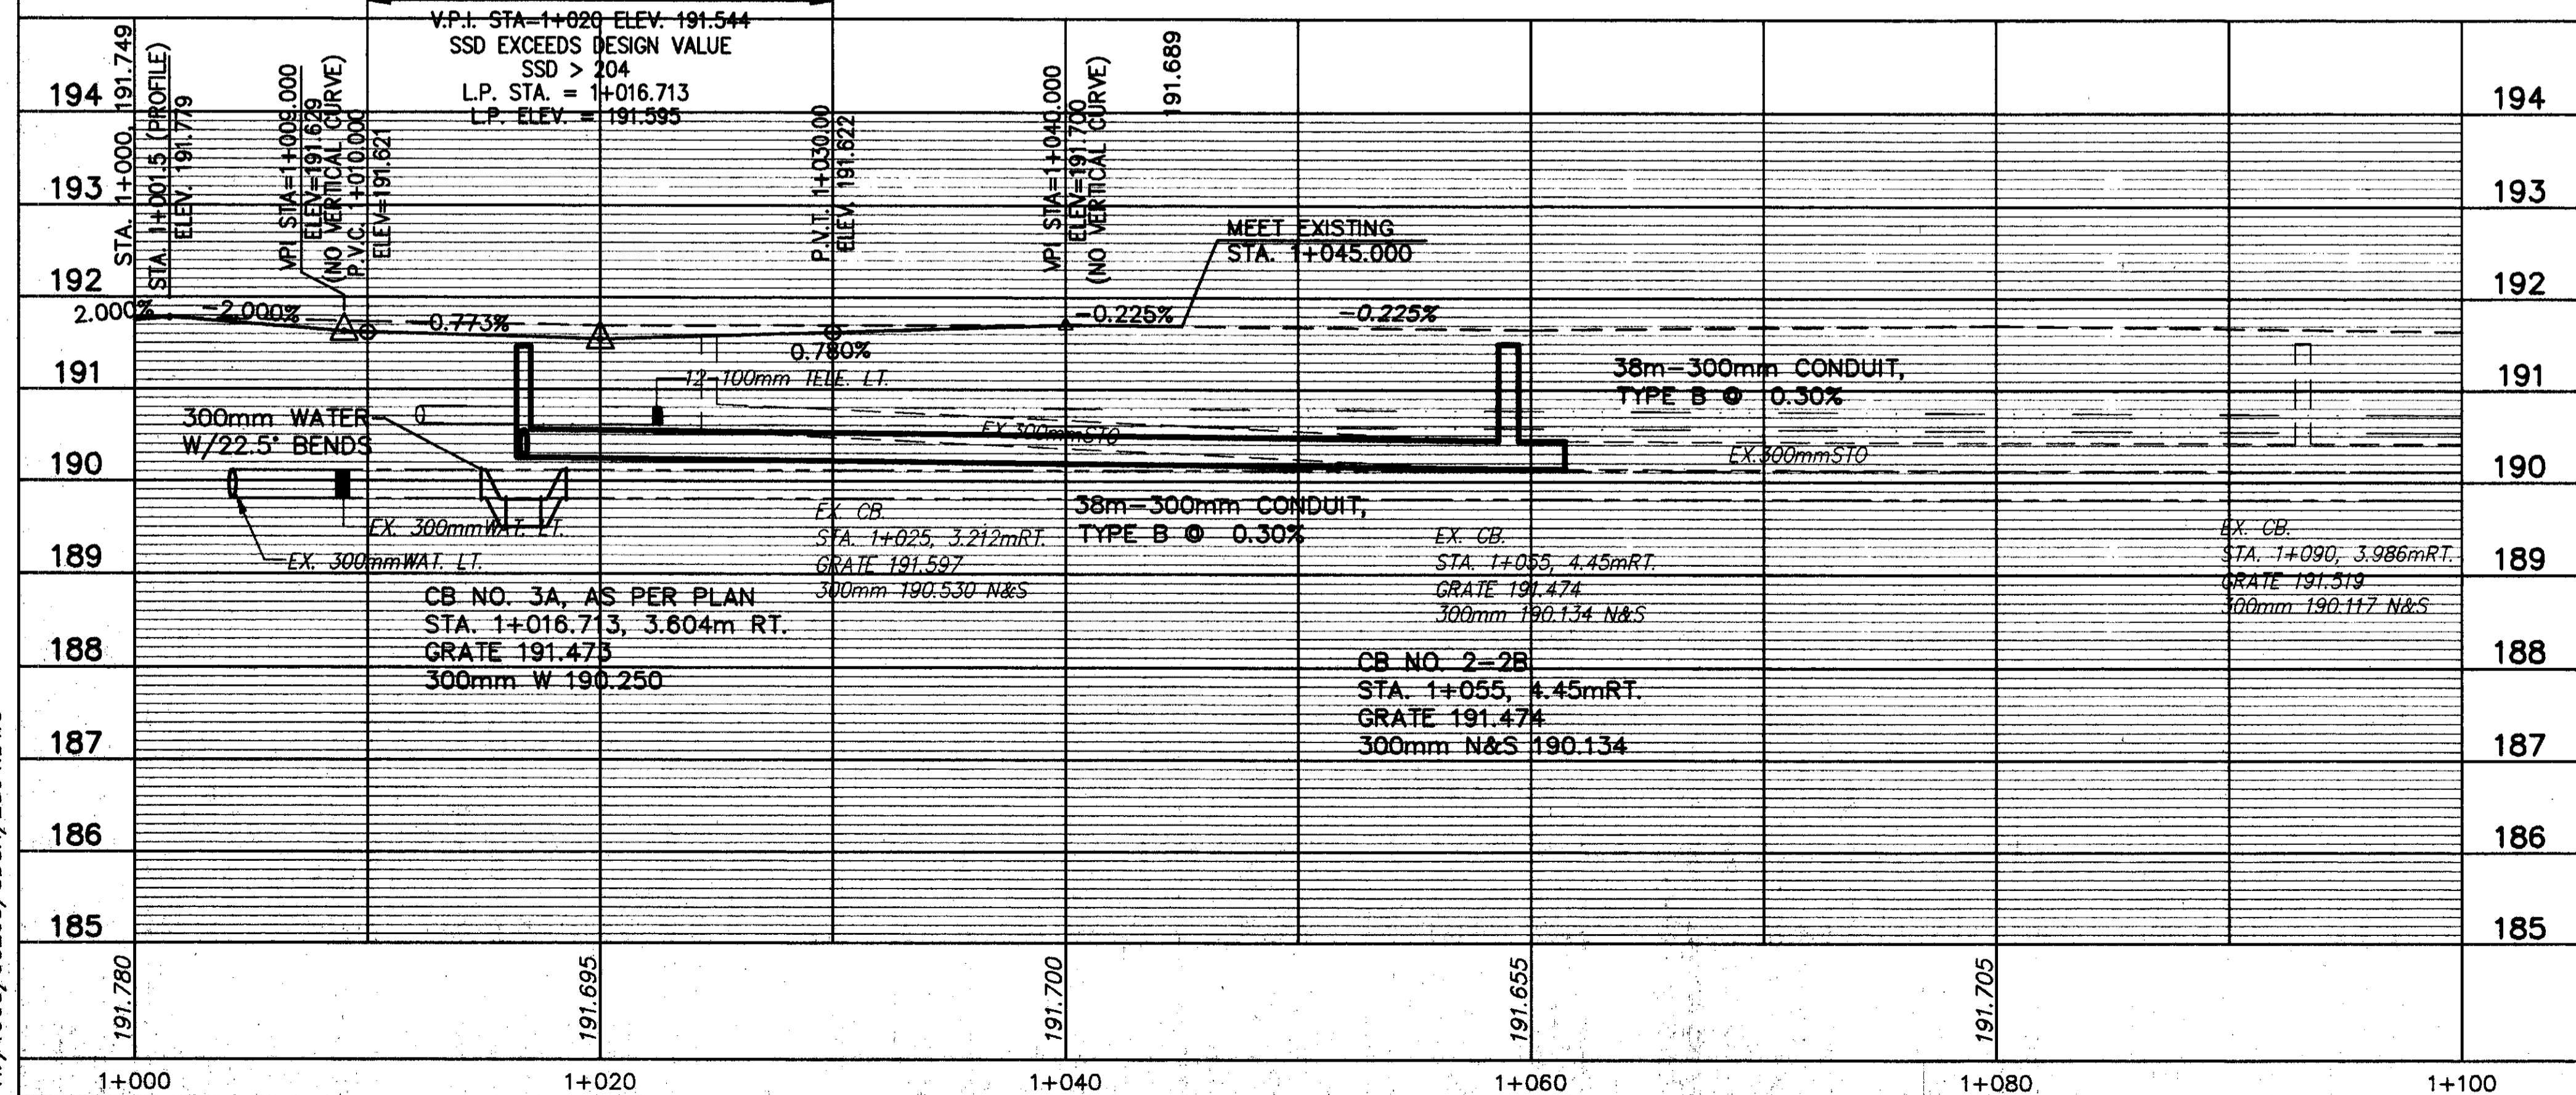 V.P.I. STA=1+020 ELEV. 191.544
SSD EXCEEDS DESIGN VALUE
SSD > 204
L.P. STA. = 1+016.713
L.P. ELEV. = 191.595
STA. 1+000, 191.749
STA. 1+001.5 (PROFILE)
ELEV. 191.779
VPI STA=1+009.000
ELEV=191.629
(NO VERTICAL CURVE)
P.V.C. 1+010.000
ELEV=191.621
P.V.T. 1+030.00
ELEV. 191.622
VPI STA=1+040.000
ELEV=191.700
(NO VERTICAL CURVE)
191.689
MEET EXISTING
STA. 1+045.000
194
193
192
191
190
189
188
187
186
185
194
193
192
191
190
189
188
187
186
185
2.000%
-2.000%
-0.773%
0.780%
-0.225%
-0.225%
12-100mm TELE. LT.
300mm WATER
W/22.5° BENDS
EX 300mmSTO
38m-300mm CONDUIT,
TYPE B @ 0.30%
EX.300mmSTO
EX. 300mmWAT. LT.
EX. 300mmWAT. LT.
38m-300mm CONDUIT,
TYPE B @ 0.30%
EX. CB.
STA. 1+025, 3.212mRT.
GRATE 191.597
300mm 190.530 N&S
EX. CB.
STA. 1+055, 4.45mRT.
GRATE 191.474
300mm 190.134 N&S
EX. CB.
STA. 1+090, 3.986mRT.
GRATE 191.519
300mm 190.117 N&S
CB NO. 3A, AS PER PLAN
STA. 1+016.713, 3.604m RT.
GRATE 191.473
300mm W 190.250
CB NO. 2-2B
STA. 1+055, 4.45mRT.
GRATE 191.474
300mm N&S 190.134
191.780
191.695
191.700
191.655
191.705
1+000
1+020
1+040
1+060
1+080
1+100